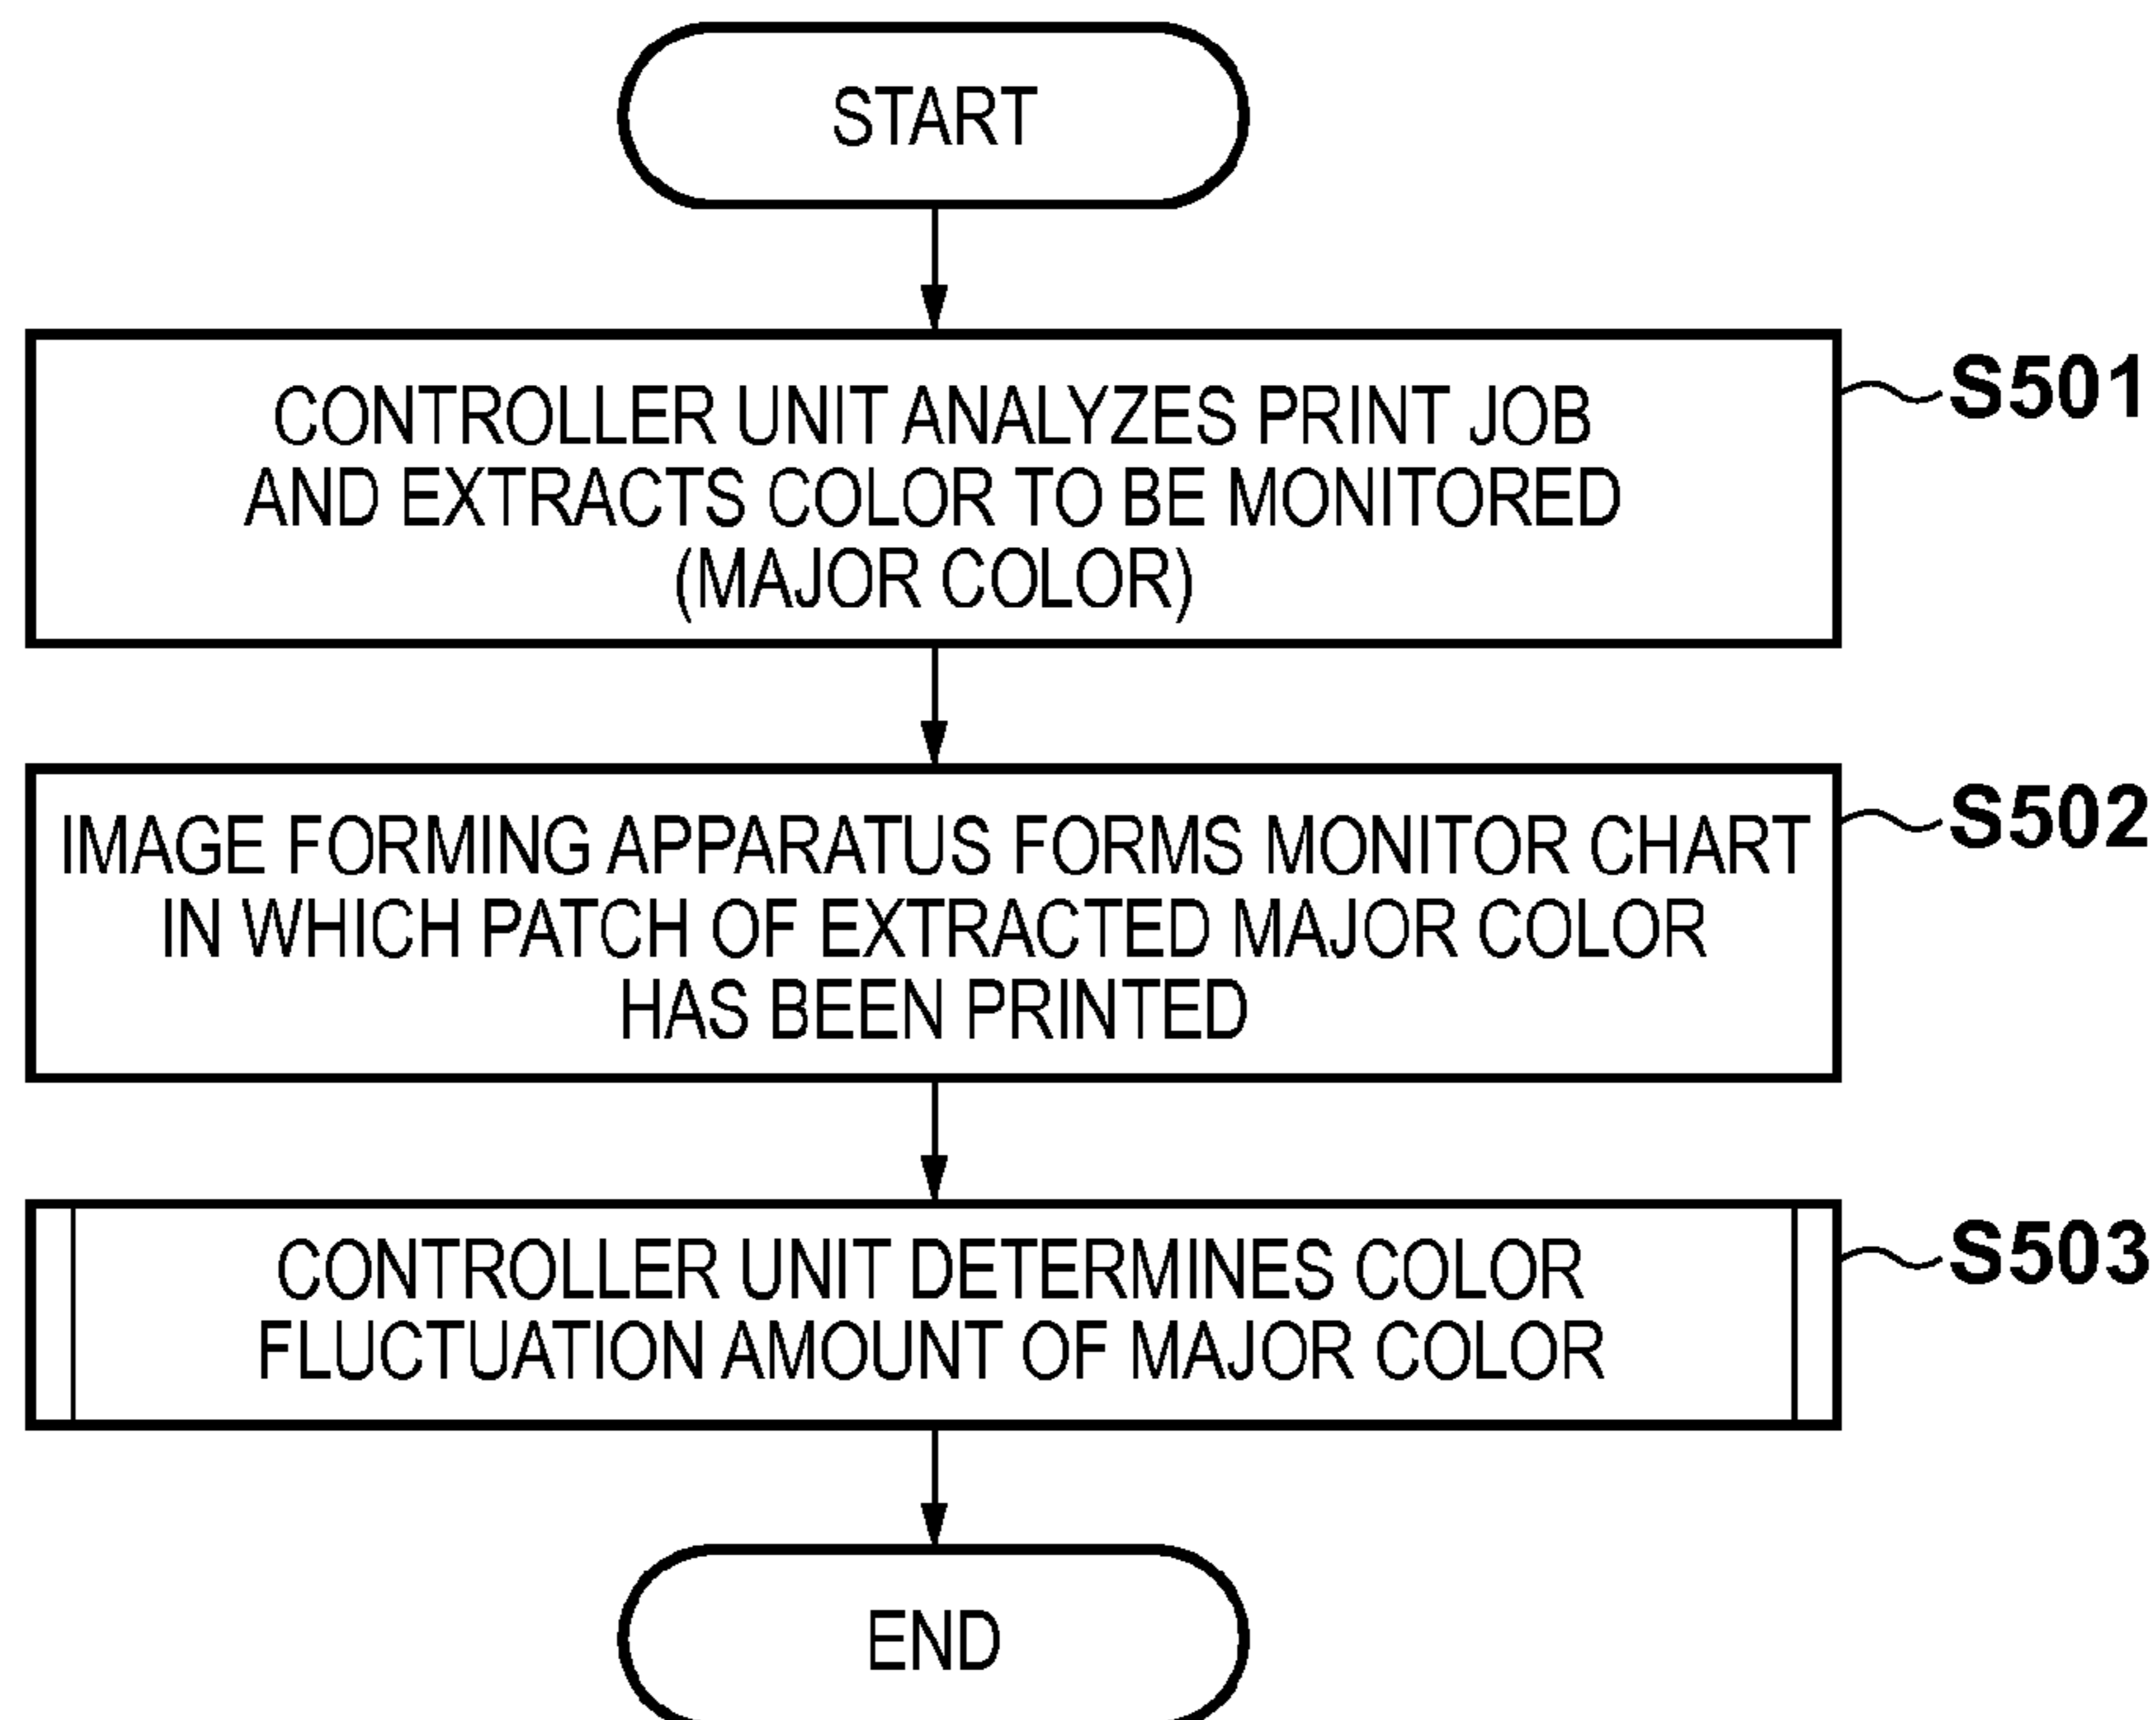 START
CONTROLLER UNIT ANALYZES PRINT JOB
AND EXTRACTS COLOR TO BE MONITORED
(MAJOR COLOR)
S501
IMAGE FORMING APPARATUS FORMS MONITOR CHART
IN WHICH PATCH OF EXTRACTED MAJOR COLOR
HAS BEEN PRINTED
S502
CONTROLLER UNIT DETERMINES COLOR
FLUCTUATION AMOUNT OF MAJOR COLOR
S503
END